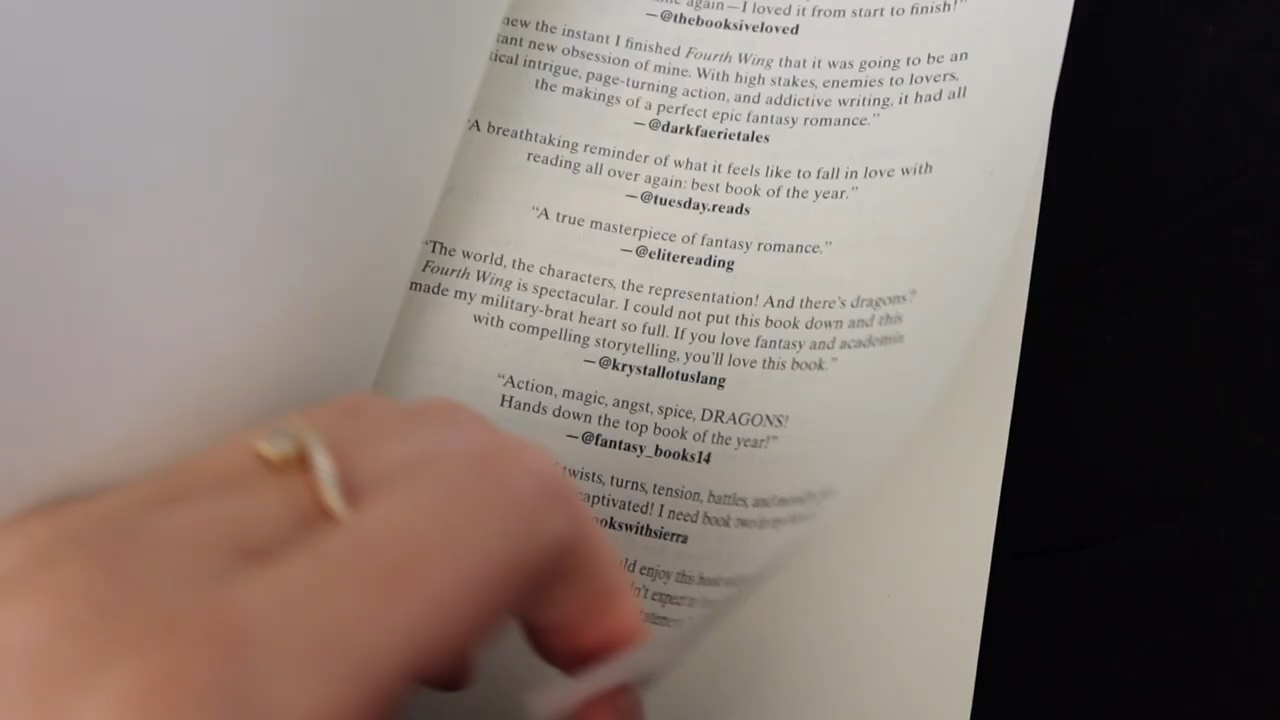 again—I loved it from start to finish!"
—@thebooksiveloved
new the instant I finished Fourth Wing that it was going to be an
tant new obsession of mine. With high stakes, enemies to lovers,
tical intrigue, page-turning action, and addictive writing, it had all
the makings of a perfect epic fantasy romance.”
—@darkfaerietales
“A breathtaking reminder of what it feels like to fall in love with
reading all over again: best book of the year.”
—@tuesday.reads
“A true masterpiece of fantasy romance.”
—@elitereading
“The world, the characters, the representation! And there's dragons?
Fourth Wing is spectacular. I could not put this book down and this
made my military-brat heart so full. If you love fantasy and academia
with compelling storytelling, you'll love this book.”
—@krystallotuslang
“Action, magic, angst, spice, DRAGONS!
Hands down the top book of the year!”
—@fantasy_books14
twists, turns, tension, battles, and
captivated! I need book
ookswithsierra
ld enjoy this
n't expect